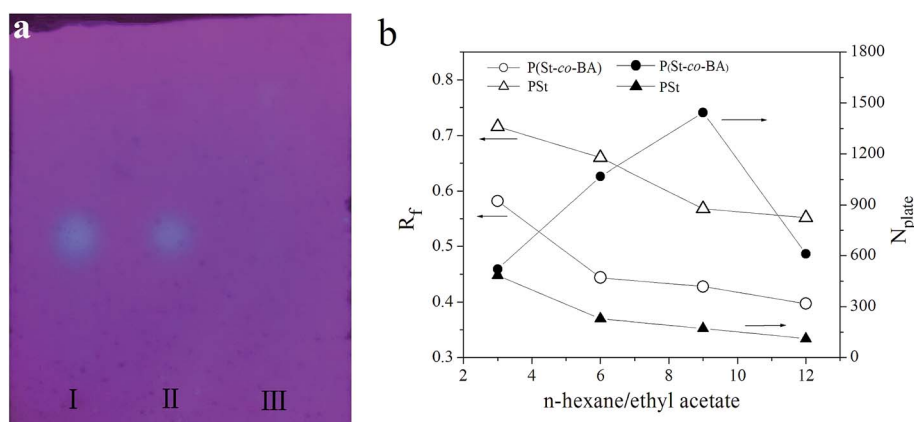 a
I II III
b
P(St-co-BA) P(St-co-BA)
PSt PSt
0.8
0.7
0.6
0.5
0.4
0.3
R_f
1800
1500
1200
900
600
300
0
N_plate
2 4 6 8 10 12
n-hexane/ethyl acetate